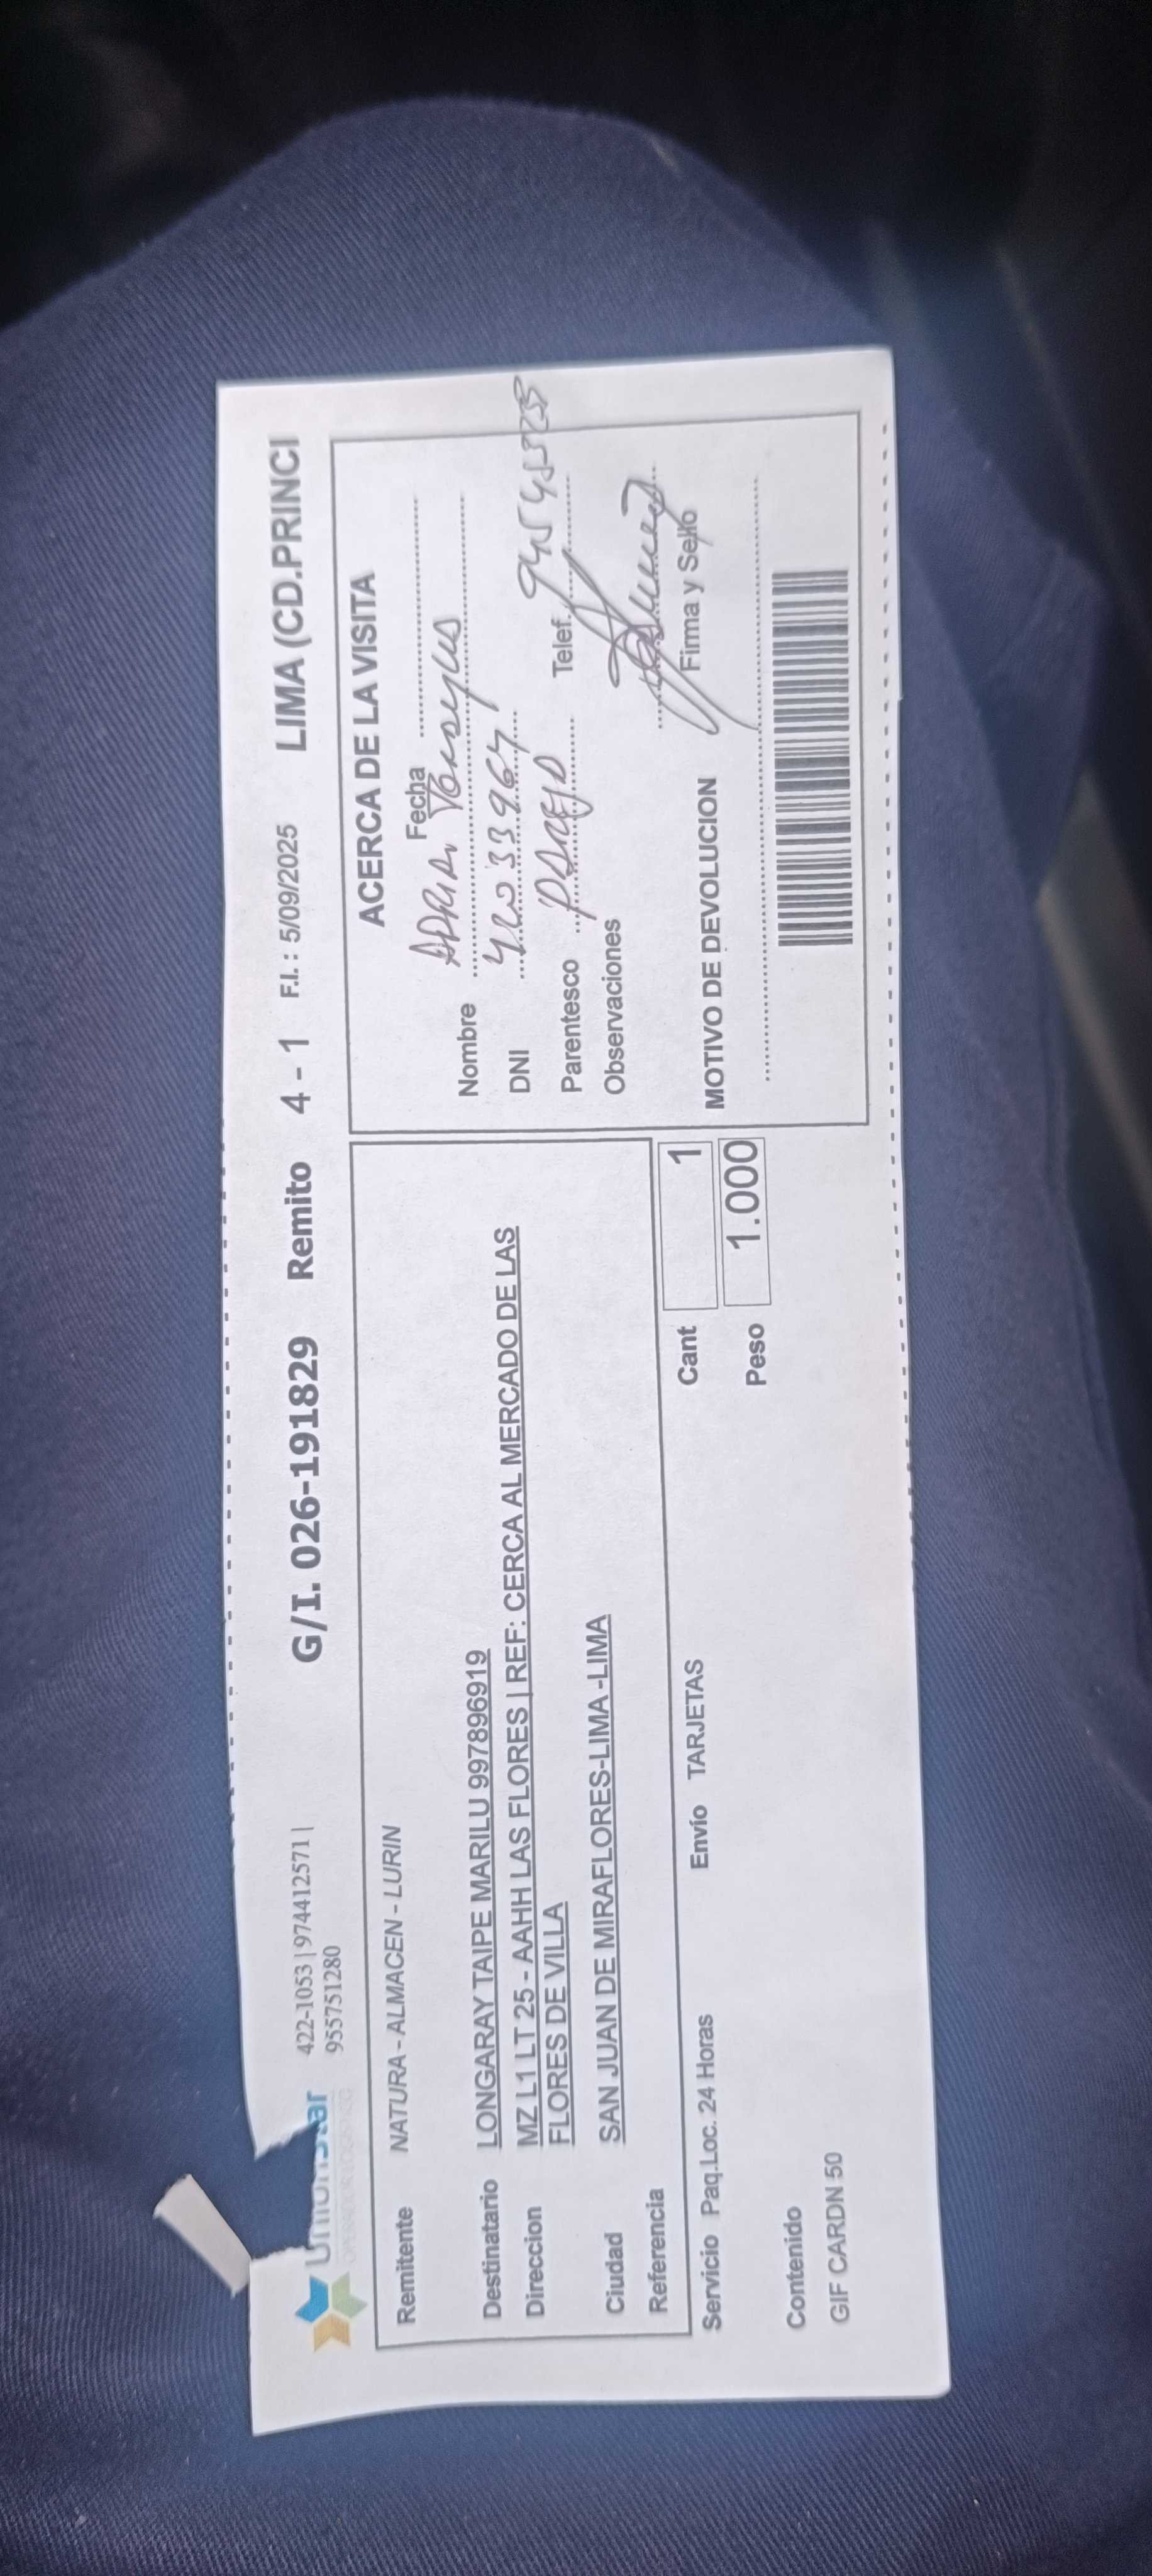 Unionstar 422-1053 | 974412571 |
955751280
G/I. 026-191829 Remito 4 - 1 F.I. : 5/09/2025 LIMA (CD.PRINCI
Remitente NATURA - ALMACEN - LURIN
Destinatario LONGARAY TAIPE MARILU 997896919
Direccion MZ L1 LT 25 - AAHH LAS FLORES | REF: CERCA AL MERCADO DE LAS
FLORES DE VILLA
Ciudad SAN JUAN DE MIRAFLORES-LIMA -LIMA
Referencia
Servicio Paq.Loc. 24 Horas Envío TARJETAS Cant 1
Peso 1.000
Contenido
GIF CARDN 50
ACERCA DE LA VISITA
Fecha
Nombre
DNI
Parentesco Telef.
Observaciones
Firma y Sello
MOTIVO DE DEVOLUCION